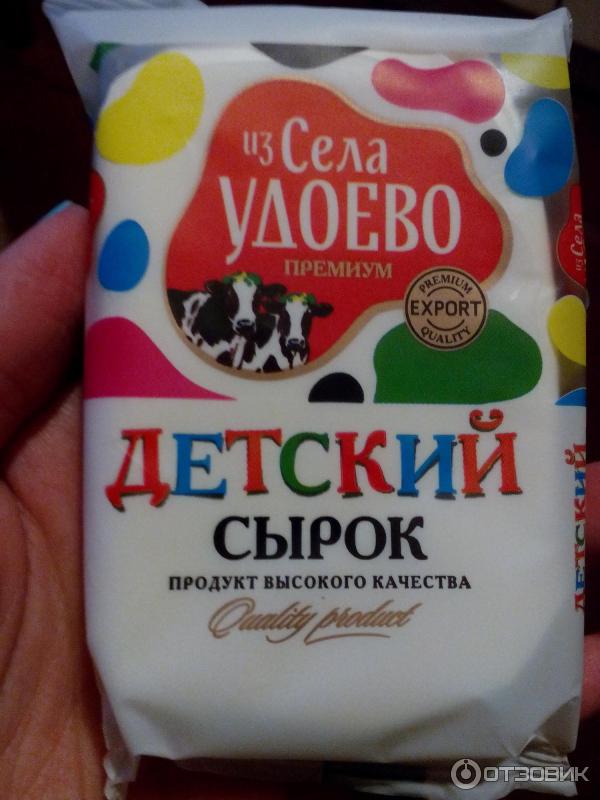 из Села
УДОЕВО
ПРЕМИУМ
PREMIUM
EXPORT
QUALITY
из Села
ДЕТСКИЙ
СЫРОК
ПРОДУКТ ВЫСОКОГО КАЧЕСТВА
Quality product
ДЕТСКИЙ
ОТЗОВИК